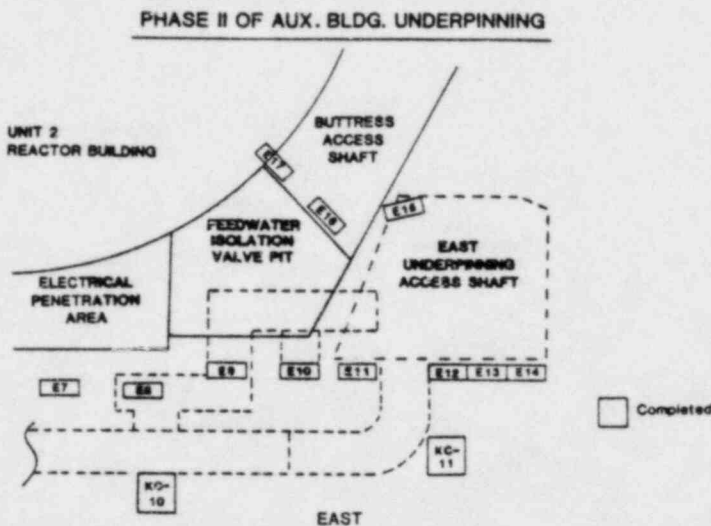 PHASE II OF AUX. BLDG. UNDERPINNING
UNIT 2
REACTOR BUILDING
BUTTRESS
ACCESS
SHAFT
E17
E16
E15
FEEDWATER
ISOLATION
VALVE PIT
EAST
UNDERPINNING
ACCESS SHAFT
ELECTRICAL
PENETRATION
AREA
E7
E8
E9
E10
E11
E12
E13
E14
Completed
KC-
10
KC-
11
EAST